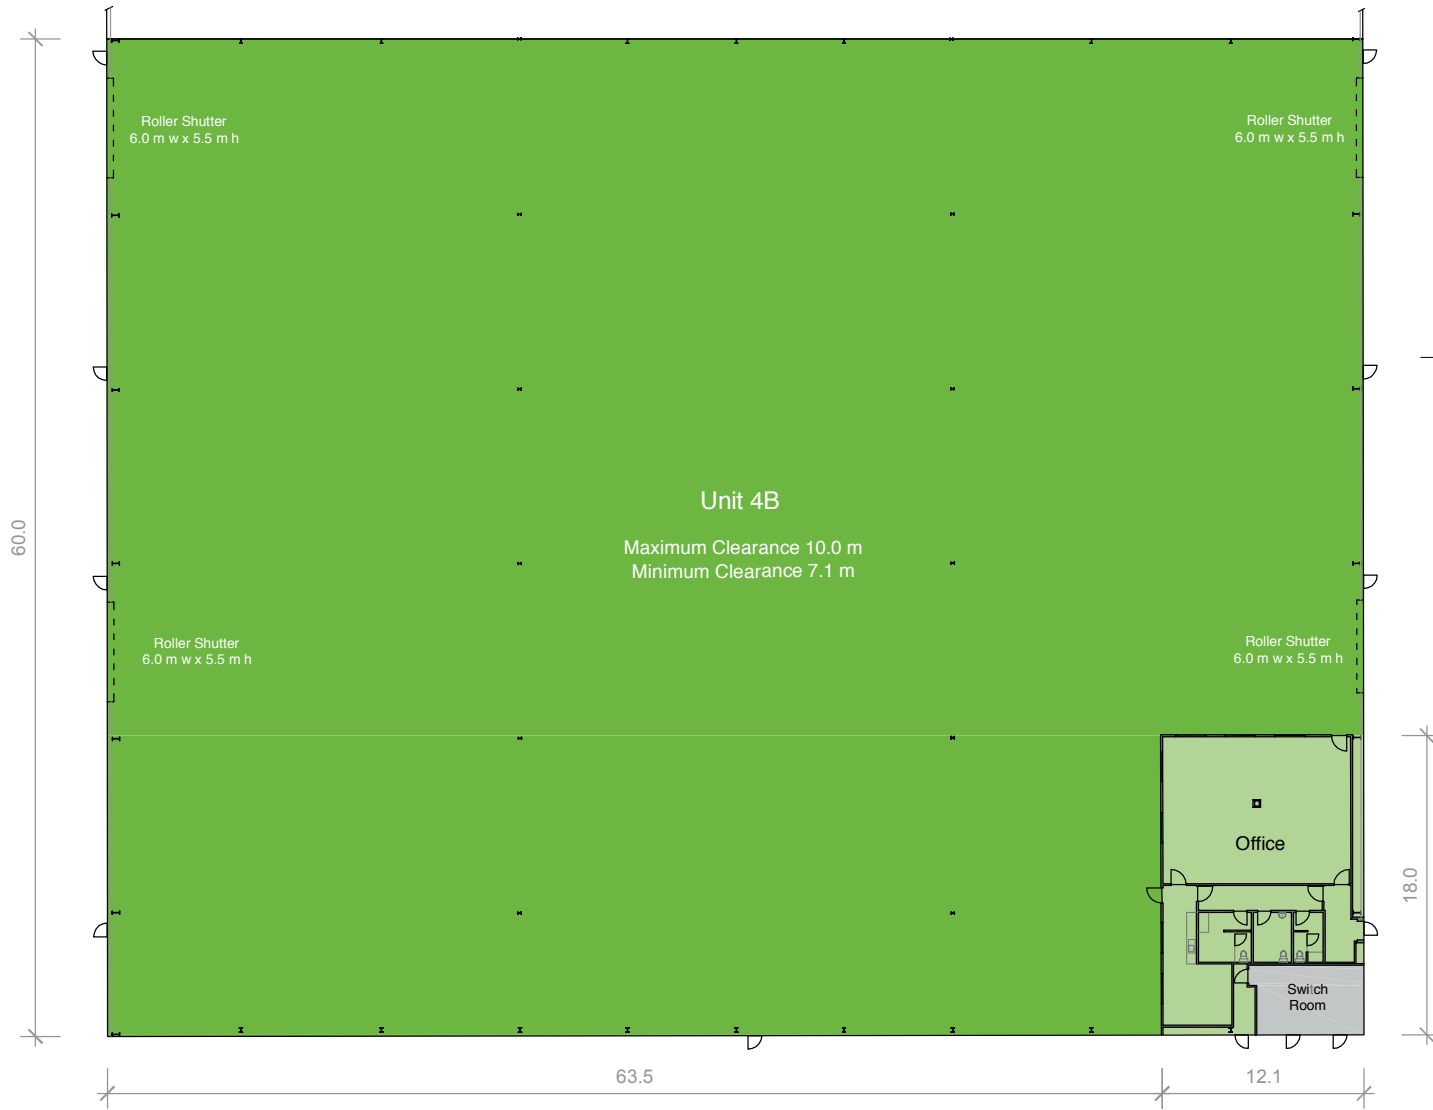 Roller Shutter
6.0 m w x 5.5 m h
Roller Shutter
6.0 m w x 5.5 m h
Unit 4B
Maximum Clearance 10.0 m
Minimum Clearance 7.1 m
60.0
Roller Shutter
6.0 m w x 5.5 m h
Roller Shutter
6.0 m w x 5.5 m h
Office
18.0
Switch
Room
63.5
12.1